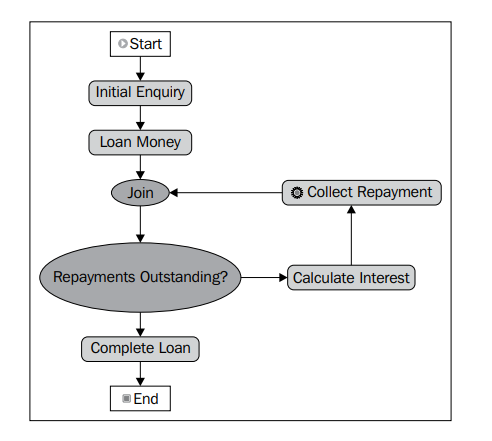 Start
Initial Enquiry
Loan Money
Join
Collect Repayment
Repayments Outstanding?
Calculate Interest
Complete Loan
End